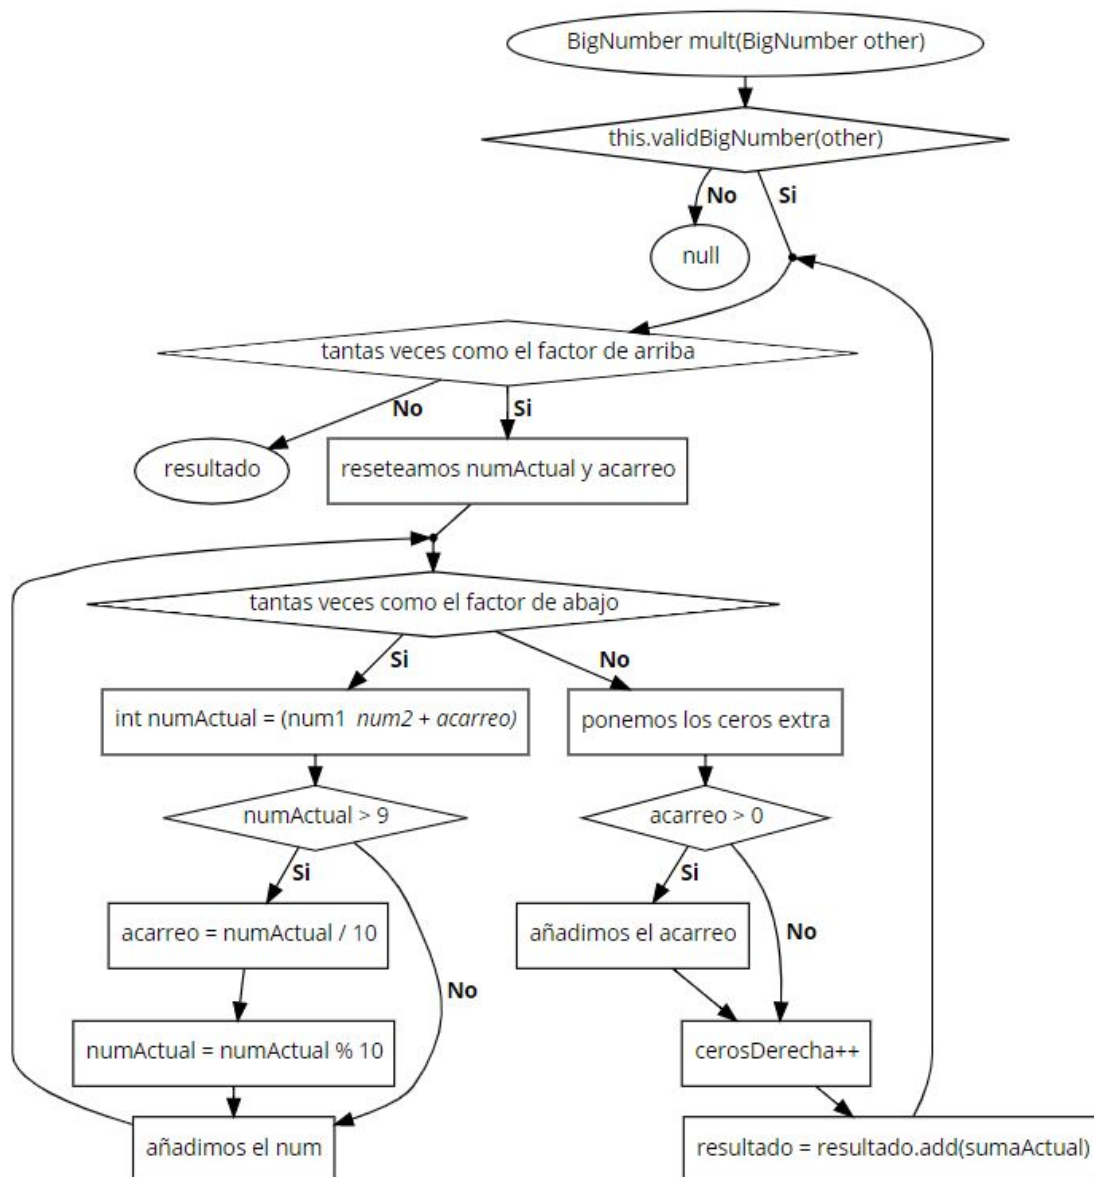 BigNumber mult(BigNumber other)
this.validBigNumber(other)
No
Si
null
tantas veces como el factor de arriba
No
Si
resultado
reseteamos numActual y acarreo
tantas veces como el factor de abajo
Si
No
int numActual = (num1 num2 + acarreo)
ponemos los ceros extra
numActual > 9
acarreo > 0
Si
Si
acarreo = numActual / 10
añadimos el acarreo
No
No
numActual = numActual % 10
cerosDerecha++
añadimos el num
resultado = resultado.add(sumaActual)